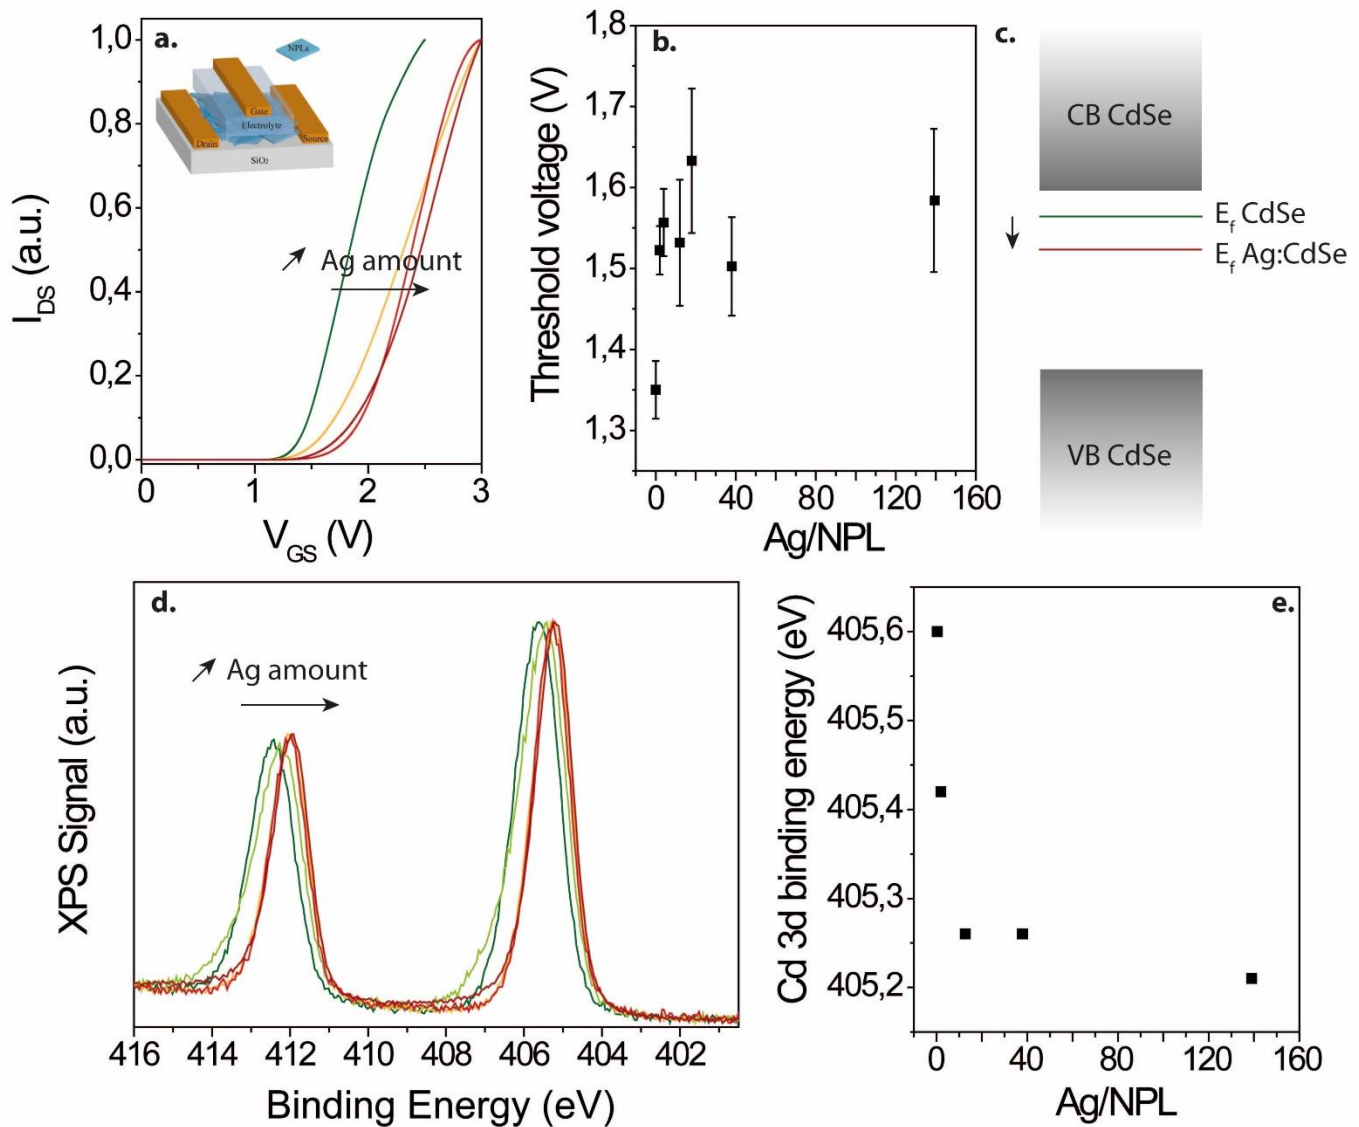 a.
1,0
0,8
0,6
0,4
0,2
0,0
I_DS (a.u.)
NPLs
Gate
Electrolyte
Drain
Source
SiO₂
↗ Ag amount
0 1 2 3
V_GS (V)
b.
1,8
1,7
1,6
1,5
1,4
1,3
Threshold voltage (V)
0 40 80 120 160
Ag/NPL
c.
CB CdSe
E_f CdSe
E_f Ag:CdSe
VB CdSe
d.
↗ Ag amount
XPS Signal (a.u.)
416 414 412 410 408 406 404 402
Binding Energy (eV)
e.
405,6
405,5
405,4
405,3
405,2
Cd 3d binding energy (eV)
0 40 80 120 160
Ag/NPL